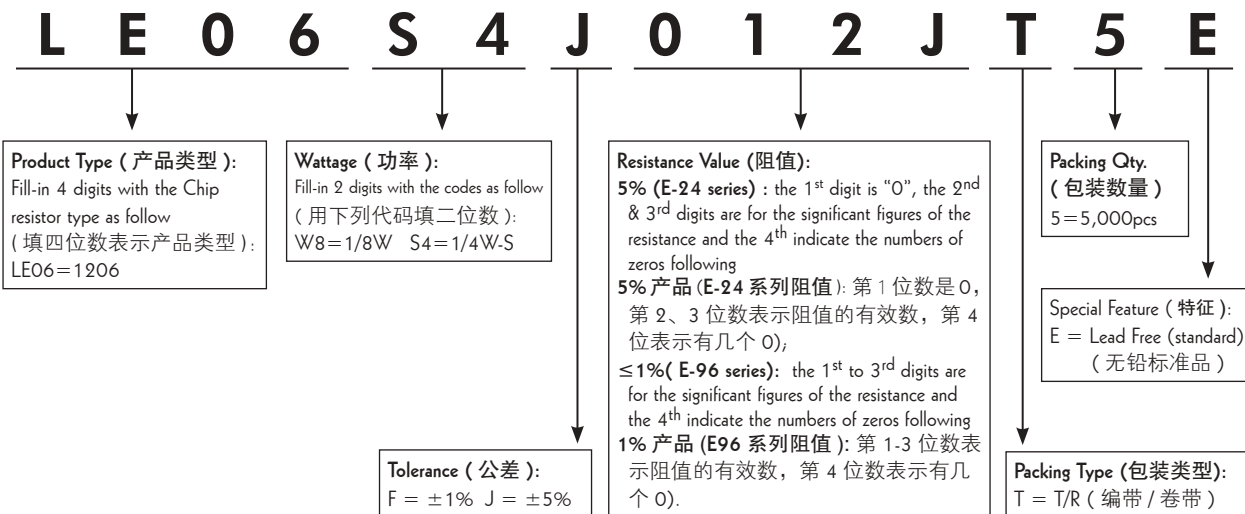 L E 0 6 S 4 J 0 1 2 J T 5 E
Product Type ( 产品类型 ):
Fill-in 4 digits with the Chip
resistor type as follow
( 填四位数表示产品类型 ):
LE06=1206
Wattage ( 功率 ):
Fill-in 2 digits with the codes as follow
( 用下列代码填二位数 ):
W8=1/8W S4=1/4W-S
Tolerance ( 公差 ):
F = ±1% J = ±5%
Resistance Value (阻值):
5% (E-24 series) : the 1st digit is “0”, the 2nd
& 3rd digits are for the significant figures of the
resistance and the 4th indicate the numbers of
zeros following
5% 产品 (E-24 系列阻值): 第 1 位数是 0,
第 2、3 位数表示阻值的有效数，第 4
位表示有几个 0);
≤1%( E-96 series): the 1st to 3rd digits are
for the significant figures of the resistance and
the 4th indicate the numbers of zeros following
1% 产品 (E96 系列阻值 ): 第 1-3 位数表
示阻值的有效数，第 4 位数表示有几
个 0).
Packing Type (包装类型):
T = T/R ( 编带 / 卷带 )
Packing Qty.
( 包装数量 )
5=5,000pcs
Special Feature ( 特征 ):
E = Lead Free (standard)
( 无铅标准品 )